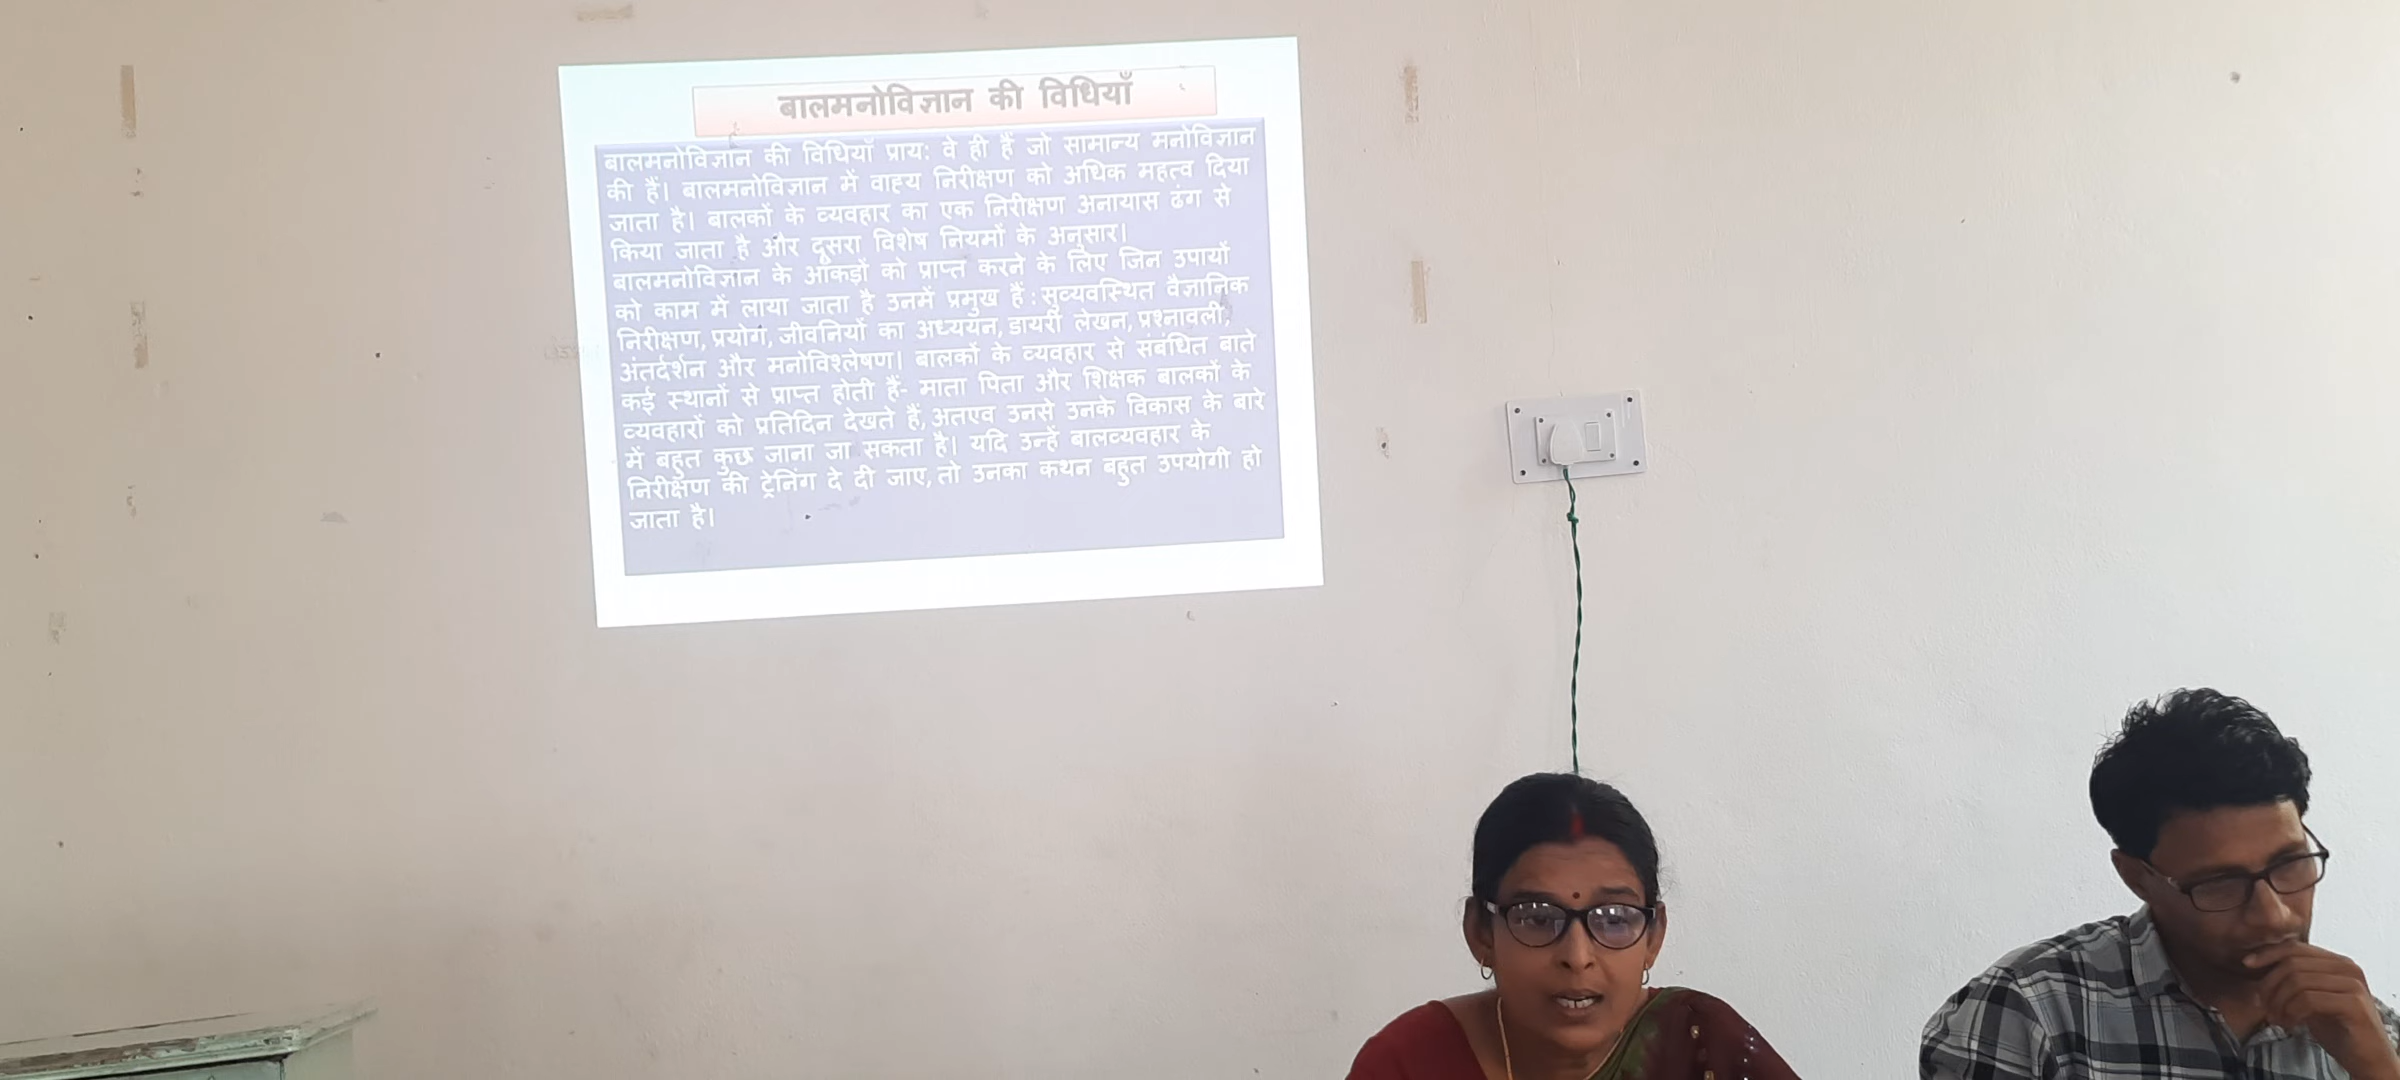 बालमनोविज्ञान की विधियाँ
बालमनोविज्ञान की विधियाँ प्राय: वे ही हैं जो सामान्य मनोविज्ञान
की हैं। बालमनोविज्ञान में वाह्य निरीक्षण को अधिक महत्व दिया
जाता है। बालकों के व्यवहार का एक निरीक्षण अनायास ढंग से
किया जाता है और दूसरा विशेष नियमों के अनुसार।
बालमनोविज्ञान के आँकड़ों को प्राप्त करने के लिए जिन उपायों
को काम में लाया जाता है उनमें प्रमुख हैं : सुव्यवस्थित वैज्ञानिक
निरीक्षण, प्रयोग, जीवनियों का अध्ययन, डायरी लेखन, प्रश्नावली,
अंतर्दर्शन और मनोविश्लेषण। बालकों के व्यवहार से संबंधित बाते
कई स्थानों से प्राप्त होती हैं- माता पिता और शिक्षक बालकों के
व्यवहारों को प्रतिदिन देखते हैं, अतएव उनसे उनके विकास के बारे
में बहुत कुछ जाना जा सकता है। यदि उन्हें बालव्यवहार के
निरीक्षण की ट्रेनिंग दे दी जाए, तो उनका कथन बहुत उपयोगी हो
जाता है।